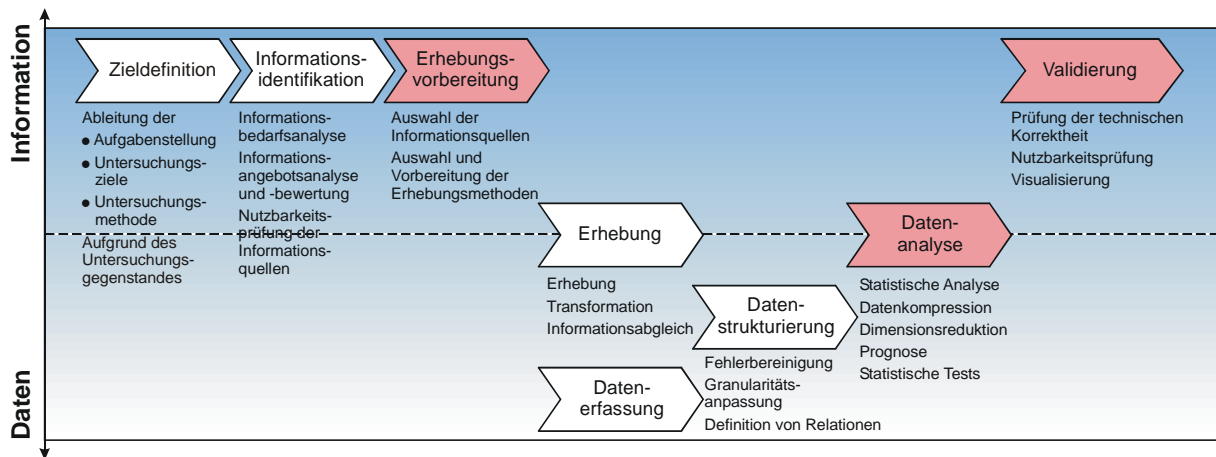 Information
Daten
Zieldefinition
Ableitung der
● Aufgabenstellung
● Untersuchungs-
ziele
● Untersuchungs-
methode
Aufgrund des
Untersuchungs-
gegenstandes
Informations-
identifikation
Informations-
bedarfsanalyse
Informations-
angebotsanalyse
und -bewertung
Nutzbarkeits-
prüfung der
Informations-
quellen
Erhebungs-
vorbereitung
Auswahl der
Informationsquellen
Auswahl und
Vorbereitung der
Erhebungsmethoden
Erhebung
Erhebung
Transformation
Informationsabgleich
Daten-
erfassung
Daten-
strukturierung
Fehlerbereinigung
Granularitäts-
anpassung
Definition von Relationen
Daten-
analyse
Statistische Analyse
Datenkompression
Dimensionsreduktion
Prognose
Statistische Tests
Validierung
Prüfung der technischen
Korrektheit
Nutzbarkeitsprüfung
Visualisierung